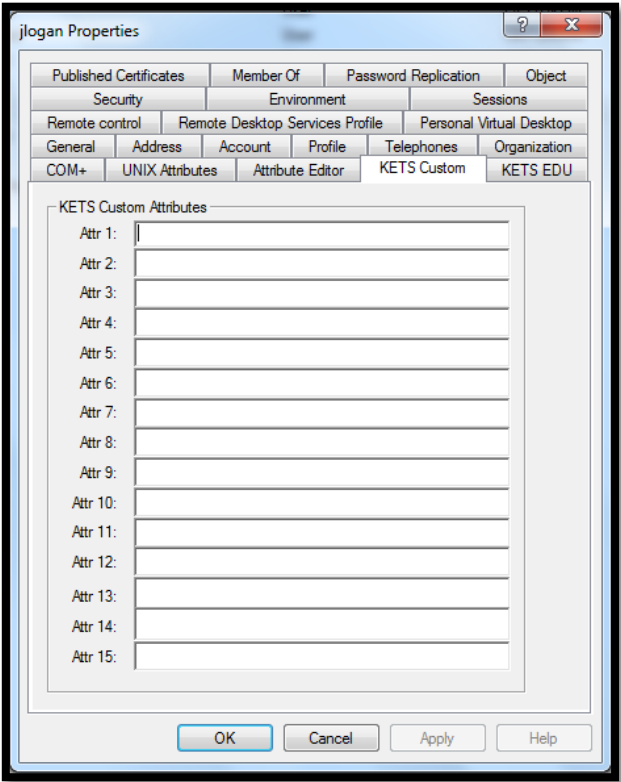 jlogan Properties
? X
Published Certificates Member Of Password Replication Object
Security Environment Sessions
Remote control Remote Desktop Services Profile Personal Virtual Desktop
General Address Account Profile Telephones Organization
COM+ UNIX Attributes Attribute Editor KETS Custom KETS EDU
KETS Custom Attributes
Attr 1:
Attr 2:
Attr 3:
Attr 4:
Attr 5:
Attr 6:
Attr 7:
Attr 8:
Attr 9:
Attr 10:
Attr 11:
Attr 12:
Attr 13:
Attr 14:
Attr 15:
OK Cancel Apply Help